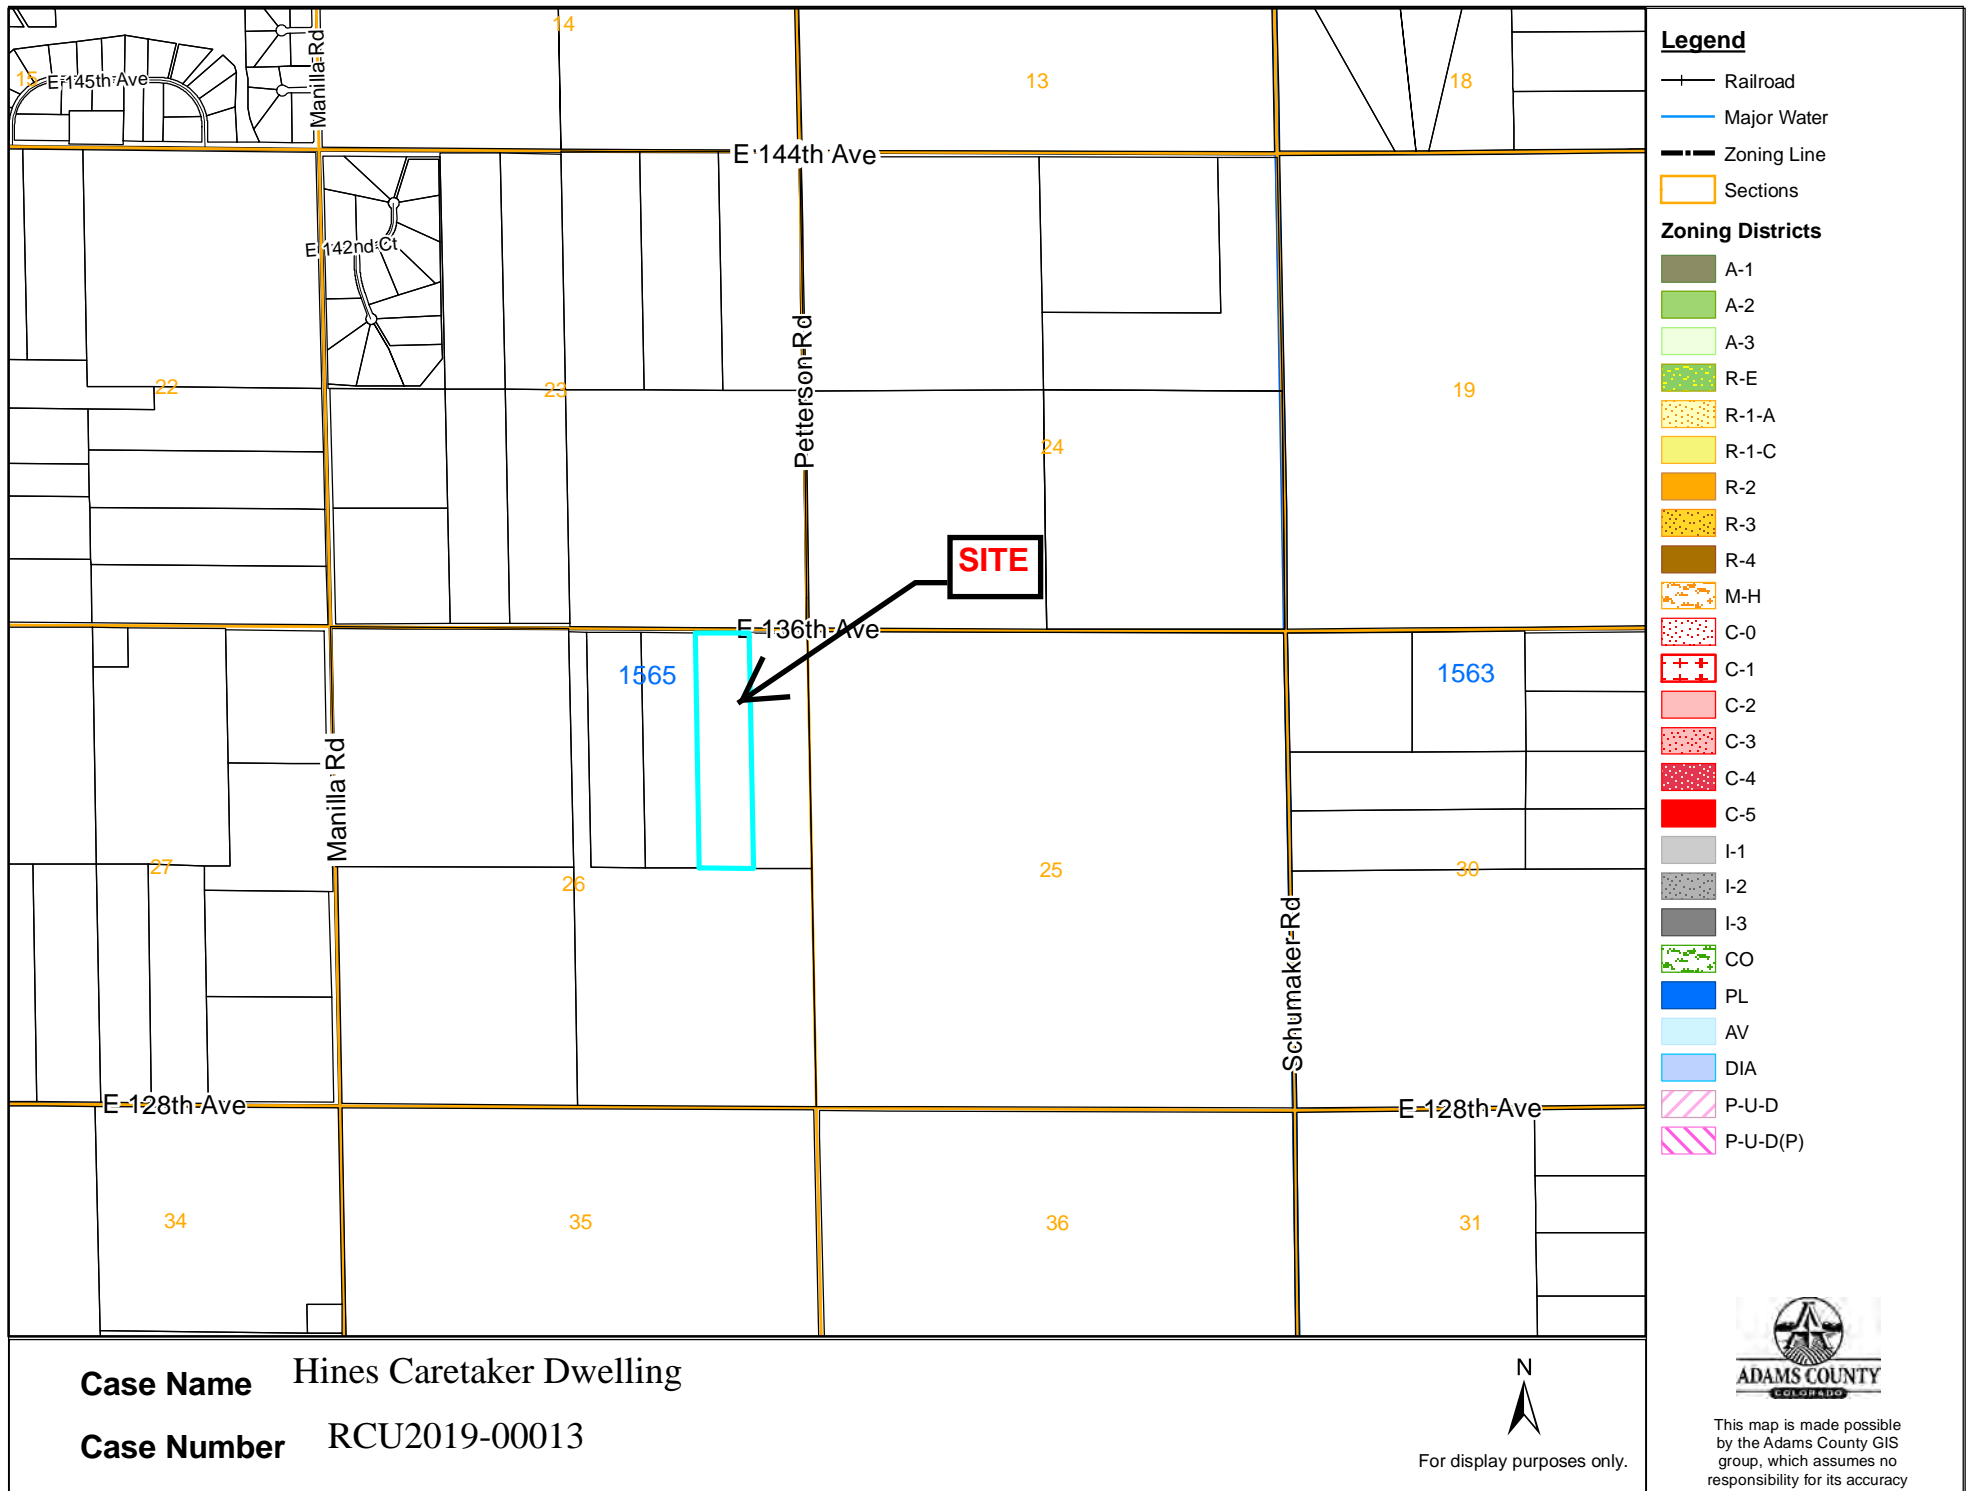 14
Manilla Rd
15
E 145th Ave
13
18
E 144th Ave
E 142nd Ct
Petterson Rd
22
23
19
24
SITE
E 136th Ave
1565
1563
Manilla Rd
27
26
25
30
Schumaker Rd
E 128th Ave
E 128th Ave
34
35
36
31
Legend
Railroad
Major Water
Zoning Line
Sections
Zoning Districts
A-1
A-2
A-3
R-E
R-1-A
R-1-C
R-2
R-3
R-4
M-H
C-0
C-1
C-2
C-3
C-4
C-5
I-1
I-2
I-3
CO
PL
AV
DIA
P-U-D
P-U-D(P)
Case Name Hines Caretaker Dwelling
Case Number RCU2019-00013
N
For display purposes only.
ADAMS COUNTY
COLORADO
This map is made possible
by the Adams County GIS
group, which assumes no
responsibility for its accuracy